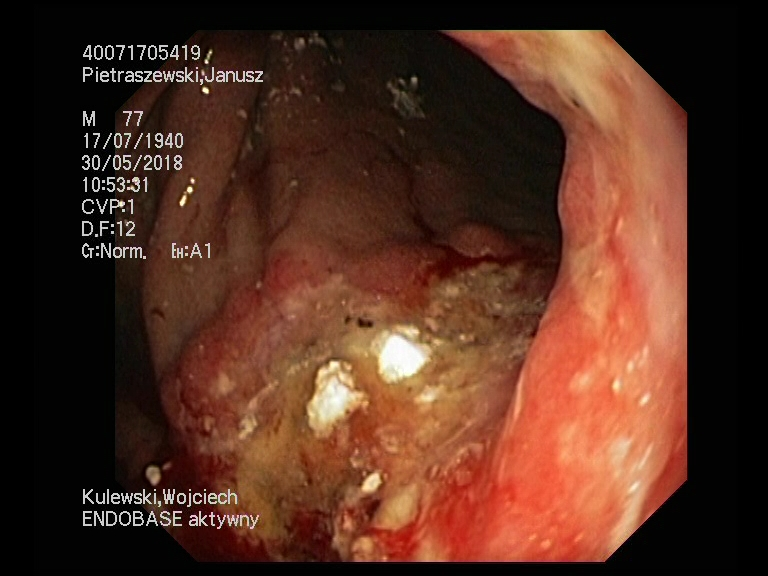 40071705419
Pietraszewski,Janusz
M 77
17/07/1940
30/05/2018
10:53:31
CVP:1
D.F:12
Cr:Norm. EH:A1
Kulewski,Wojciech
ENDOBASE aktywny